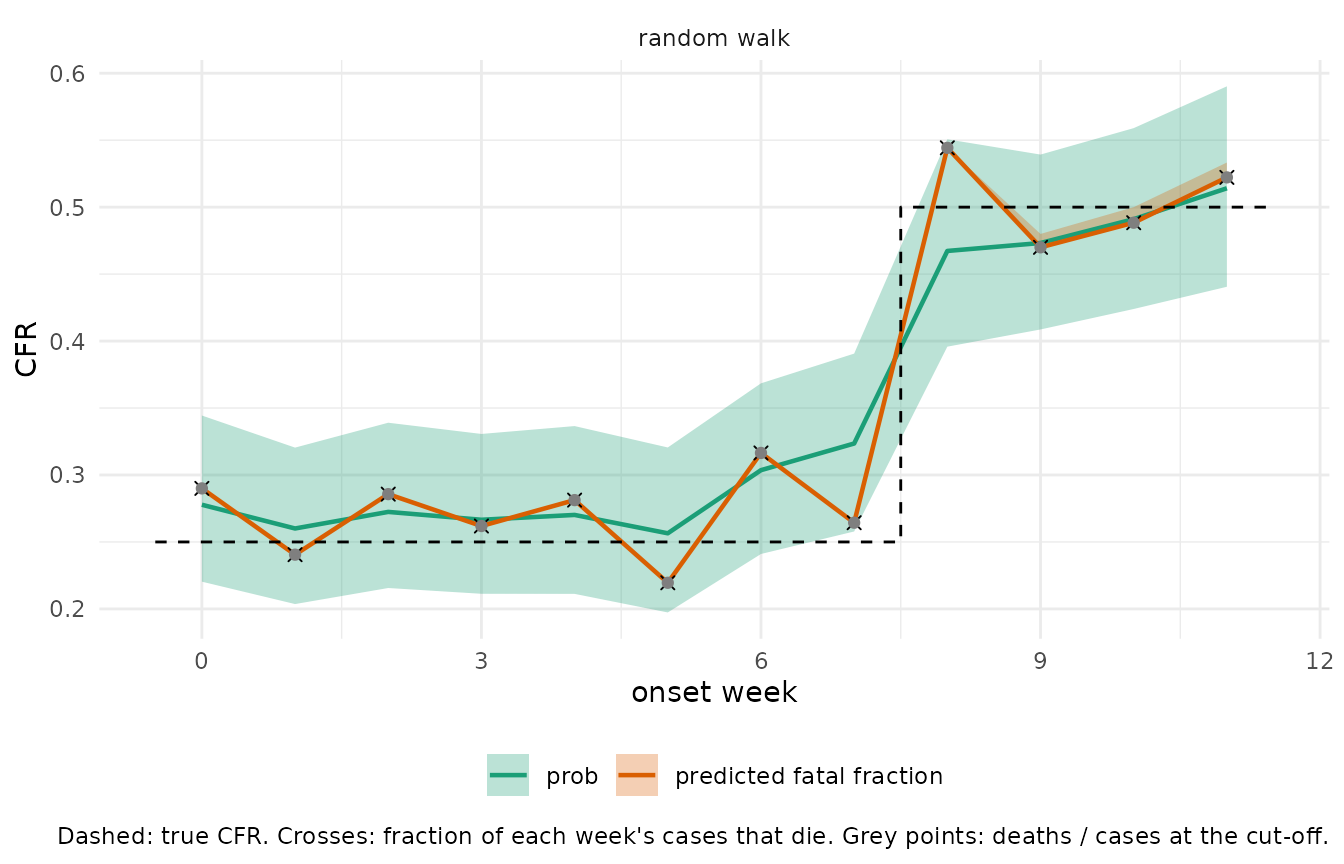 random walk
0.6
0.5
0.4
0.3
0.2
CFR
0 3 6 9 12
onset week
prob predicted fatal fraction
Dashed: true CFR. Crosses: fraction of each week's cases that die. Grey points: deaths / cases at the cut-off.